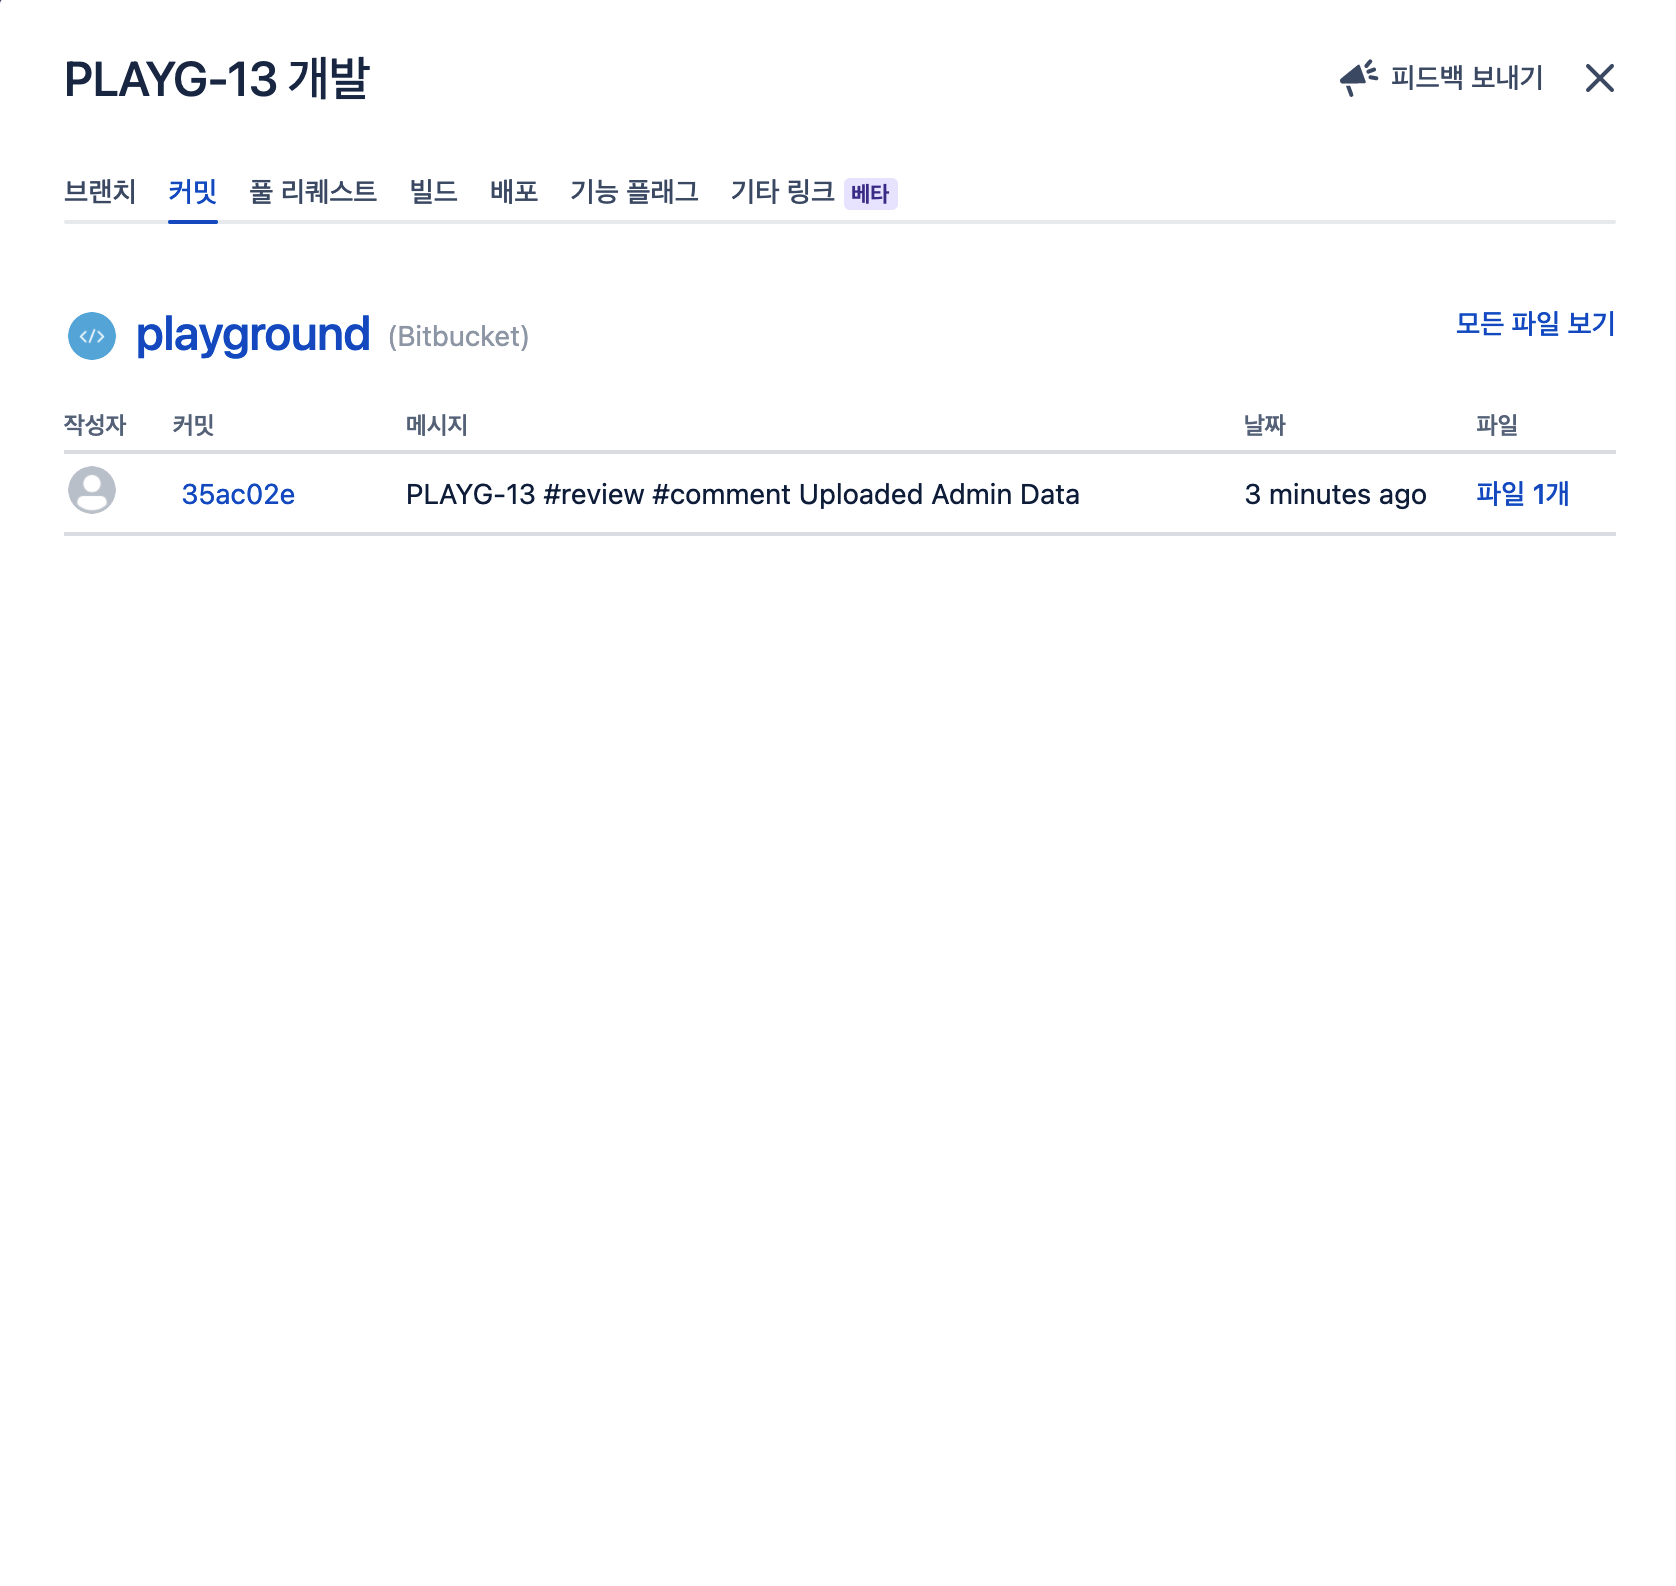 PLAYG-13 개발
피드백 보내기
브랜치 커밋 풀 리퀘스트 빌드 배포 기능 플래그 기타 링크 베타
playground (Bitbucket)
모든 파일 보기
작성자 커밋 메시지 날짜 파일
35ac02e PLAYG-13 #review #comment Uploaded Admin Data 3 minutes ago 파일 1개